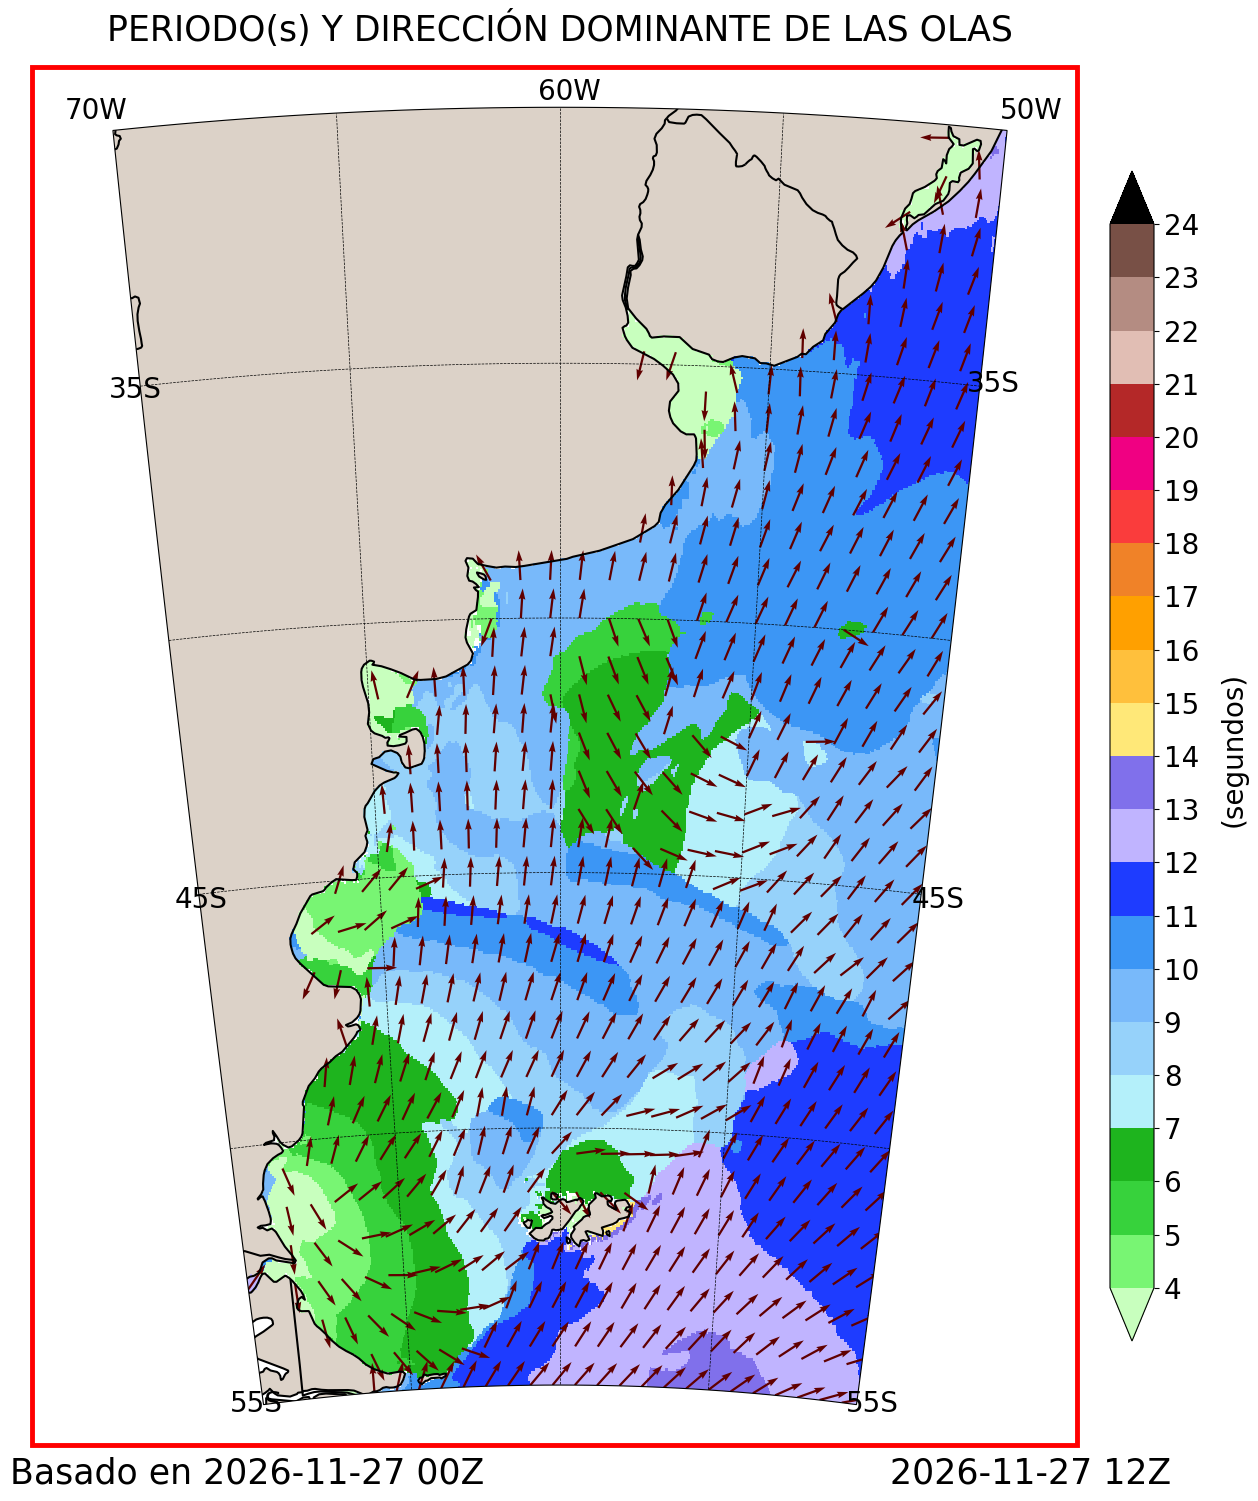 PERIODO(s) Y DIRECCIÓN DOMINANTE DE LAS OLAS
70W
60W
50W
35S
35S
45S
45S
55S
55S
24
23
22
21
20
19
18
17
16
15
14
13
12
11
10
9
8
7
6
5
4
(segundos)
Basado en 2026-11-27 00Z
2026-11-27 12Z